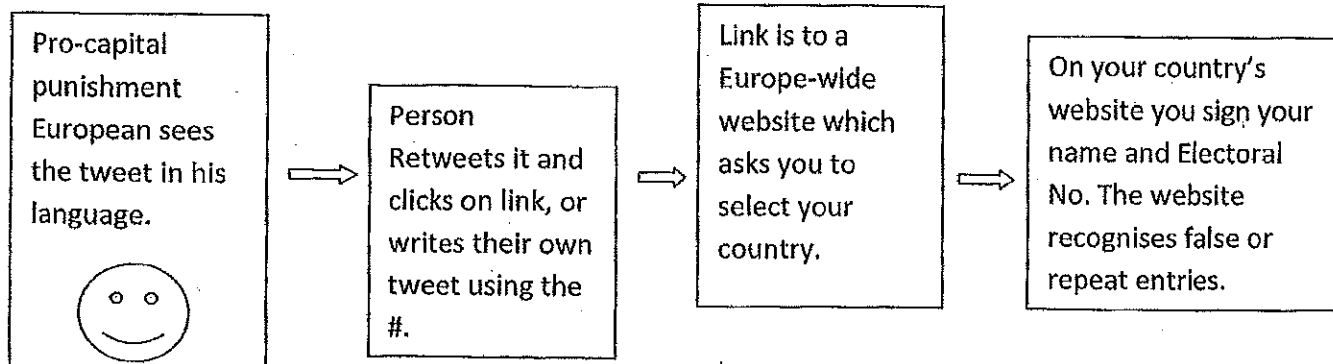 Pro-capital
punishment
European sees
the tweet in his
language.
Person
Retweets it and
clicks on link, or
writes their own
tweet using the
#.
Link is to a
Europe-wide
website which
asks you to
select your
country.
On your country's
website you sign your
name and Electoral
No. The website
recognises false or
repeat entries.